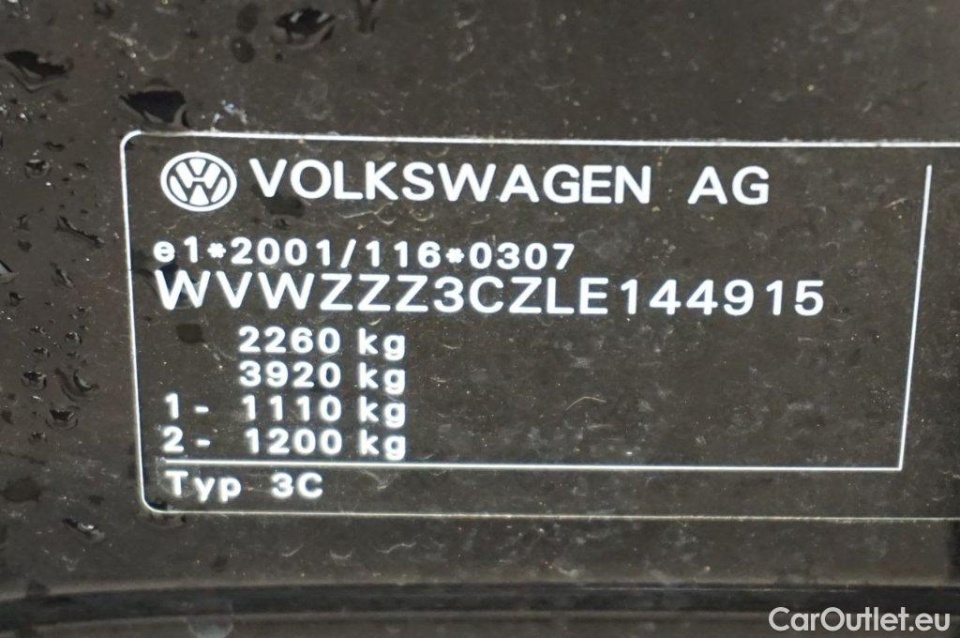 VOLKSWAGEN AG
e1*2001/116*0307
WVWZZZ3CZLE144915
2260 kg
3920 kg
1- 1110 kg
2- 1200 kg
Typ 3C
CarOutlet.eu